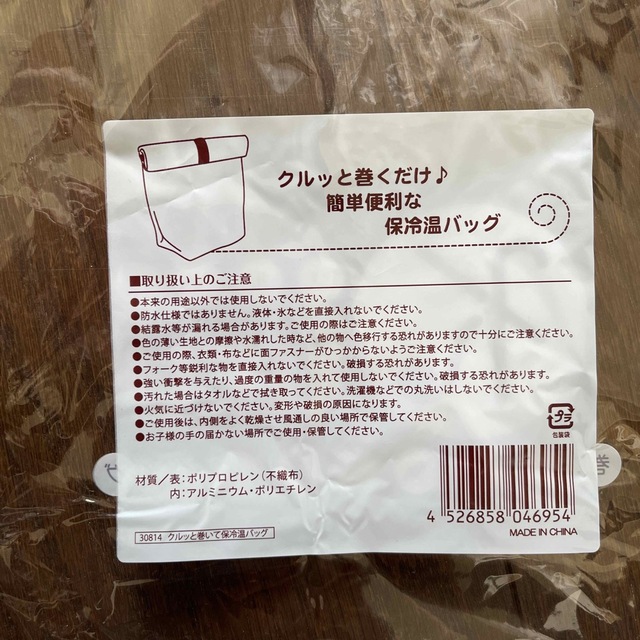 クルッと巻くだけ♪
簡単便利な
保冷温バッグ
■取り扱い上のご注意
●本来の用途以外では使用しないでください。
●防水仕様ではありません。液体・氷などを直接入れないでください。
●結露水等が漏れる場合があります。ご使用の際はご注意ください。
●色の薄い生地との摩擦や水濡れした時など、他の物へ色移行する恐れがありますので十分にご注意ください。
●ご使用の際、衣類・布などに面ファスナーがひっかからないようご注意ください。
●フォーク等鋭利な物を直接入れないでください。破損する恐れがあります。
●強い衝撃を与えたり、過度の重量の物を入れて使用しないでください。破損する恐れがあります。
●汚れた場合はタオルなどで拭き取ってください。洗濯機などでの丸洗いはしないでください。
●火気に近づけないでください。変形や破損の原因になります。
●ご使用後は、内側をよく乾燥させ風通しの良い場所で保管してください。
●お子様の手の届かない場所でご使用・保管してください。
プラ
包装袋
材質/表:ポリプロピレン(不織布)
内:アルミニウム・ポリエチレン
4 526858 046954
30814 クルッと巻いて保冷温バッグ
MADE IN CHINA